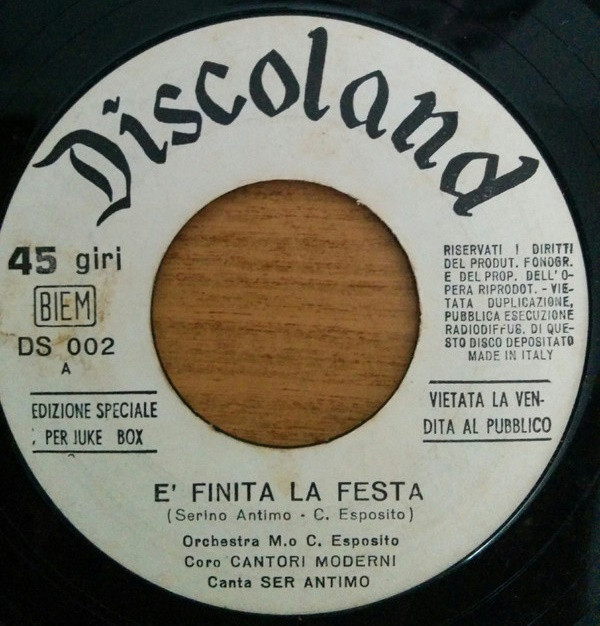 Discoland
45 giri
BIEM
DS 002
A
EDIZIONE SPECIALE
PER JUKE BOX
RISERVATI I DIRITTI
DEL PRODUT. FONOGR.
E DEL PROP. DELL'O-
PERA RIPRODOT. - VIE-
TATA DUPLICAZIONE,
PUBBLICA ESECUZIONE
RADIODIFFUS. DI QUE-
STO DISCO DEPOSITATO
MADE IN ITALY
VIETATA LA VEN-
DITA AL PUBBLICO
E' FINITA LA FESTA
(Serino Antimo - C. Esposito)
Orchestra M.o C. Esposito
Coro CANTORI MODERNI
Canta SER ANTIMO